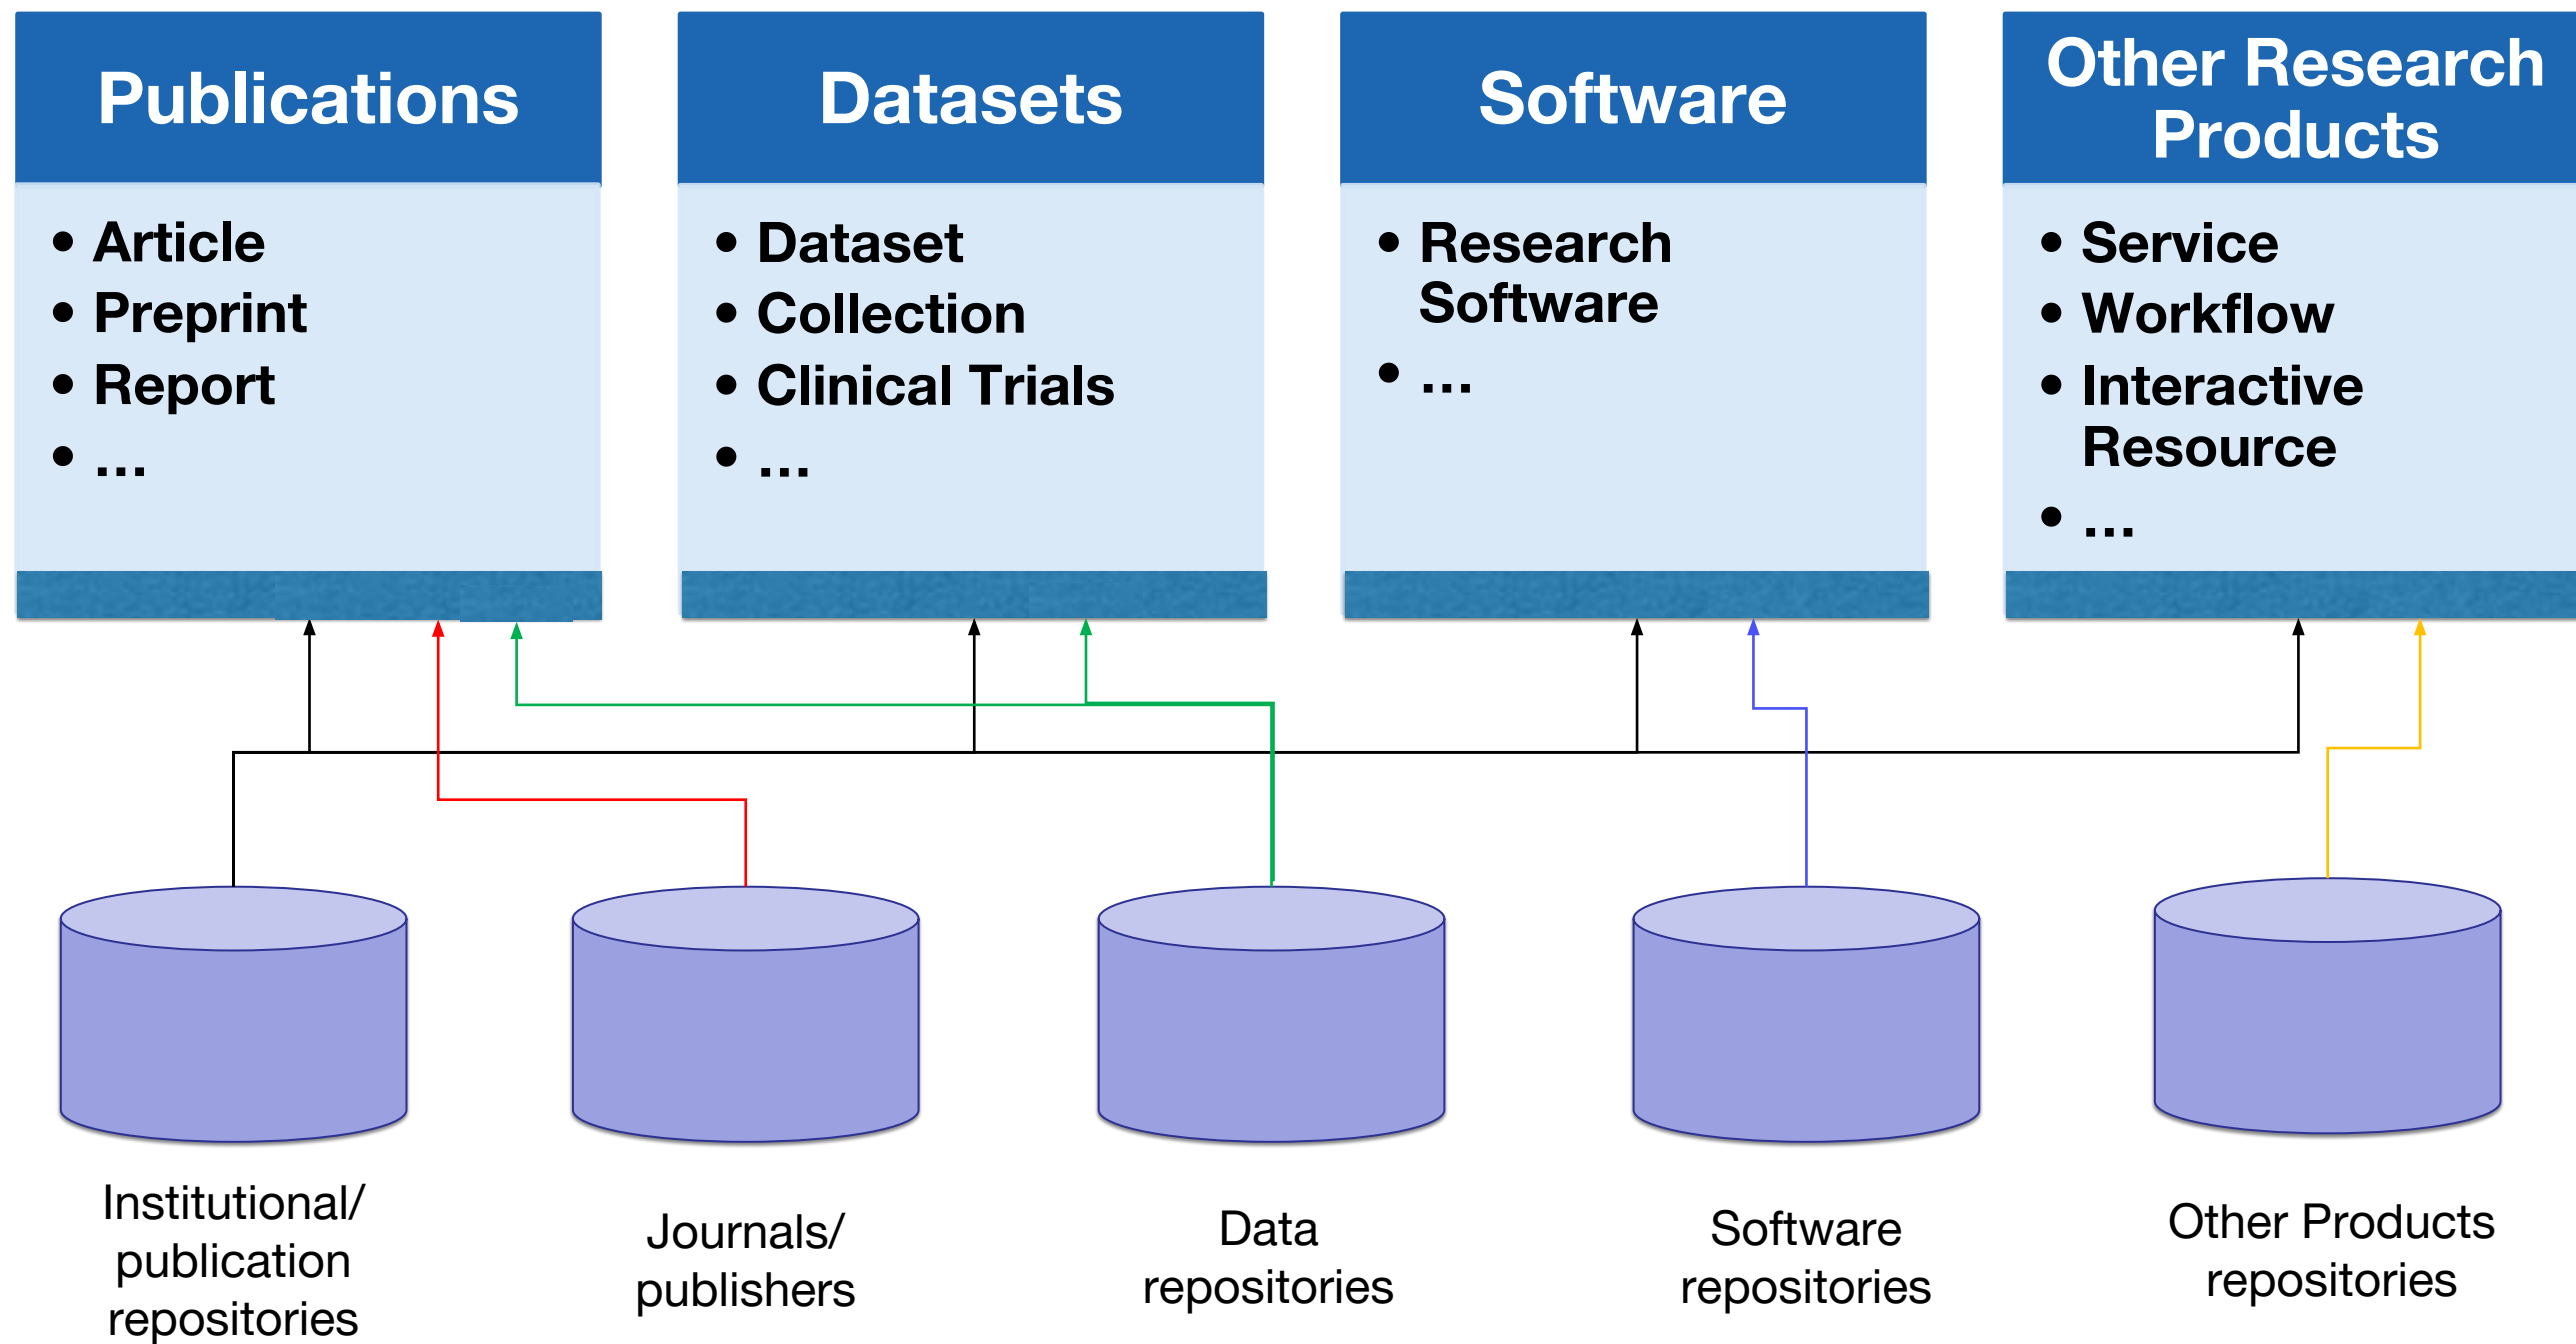 Publications
• Article
• Preprint
• Report
• ...
Datasets
• Dataset
• Collection
• Clinical Trials
• ...
Software
• Research
Software
• ...
Other Research
Products
• Service
• Workflow
• Interactive
Resource
• ...
Institutional/
publication
repositories
Journals/
publishers
Data
repositories
Software
repositories
Other Products
repositories